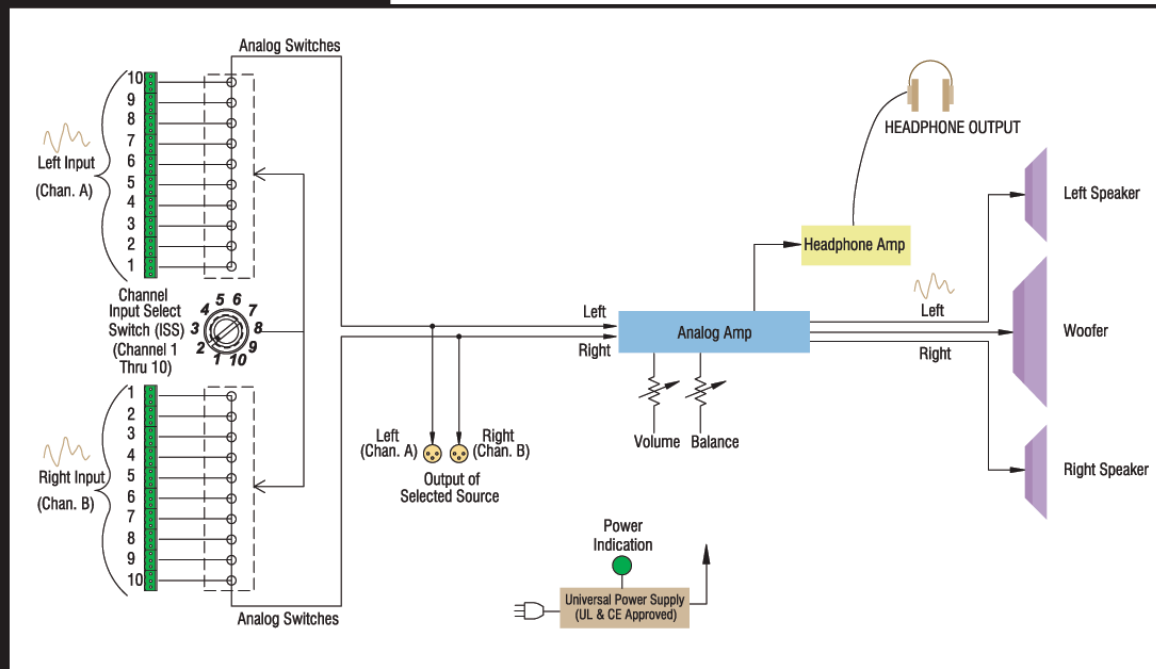 Analog Switches
10
9
8
7
6
5
4
3
2
1
Left Input
(Chan. A)
Channel
Input Select
Switch (ISS)
(Channel 1
Thru 10)
1
2
3
4
5
6
7
8
9
10
1
2
3
4
5
6
7
8
9
10
Right Input
(Chan. B)
Analog Switches
Left
(Chan. A)
Right
(Chan. B)
Output of
Selected Source
Left
Right
Analog Amp
Volume
Balance
Headphone Amp
HEADPHONE OUTPUT
Left
Right
Left Speaker
Woofer
Right Speaker
Power
Indication
Universal Power Supply
(UL & CE Approved)